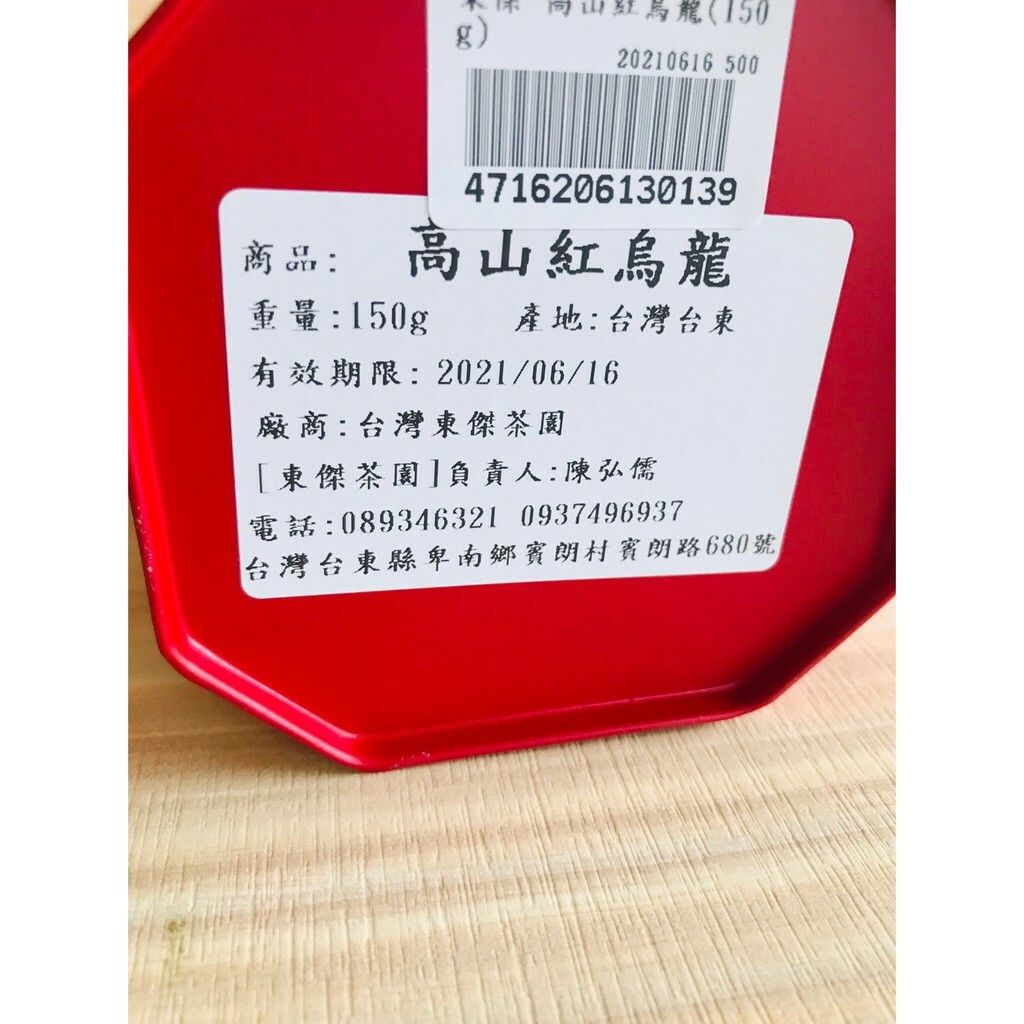 東傑 高山紅烏龍(150
g)
20210616 500
4716206130139
商品: 高山紅烏龍
重量:150g 產地:台灣台東
有效期限: 2021/06/16
廠商:台灣東傑茶園
[東傑茶園]負責人:陳弘儒
電話:089346321 0937496937
台灣台東縣卑南鄉賓朗村賓朗路680號